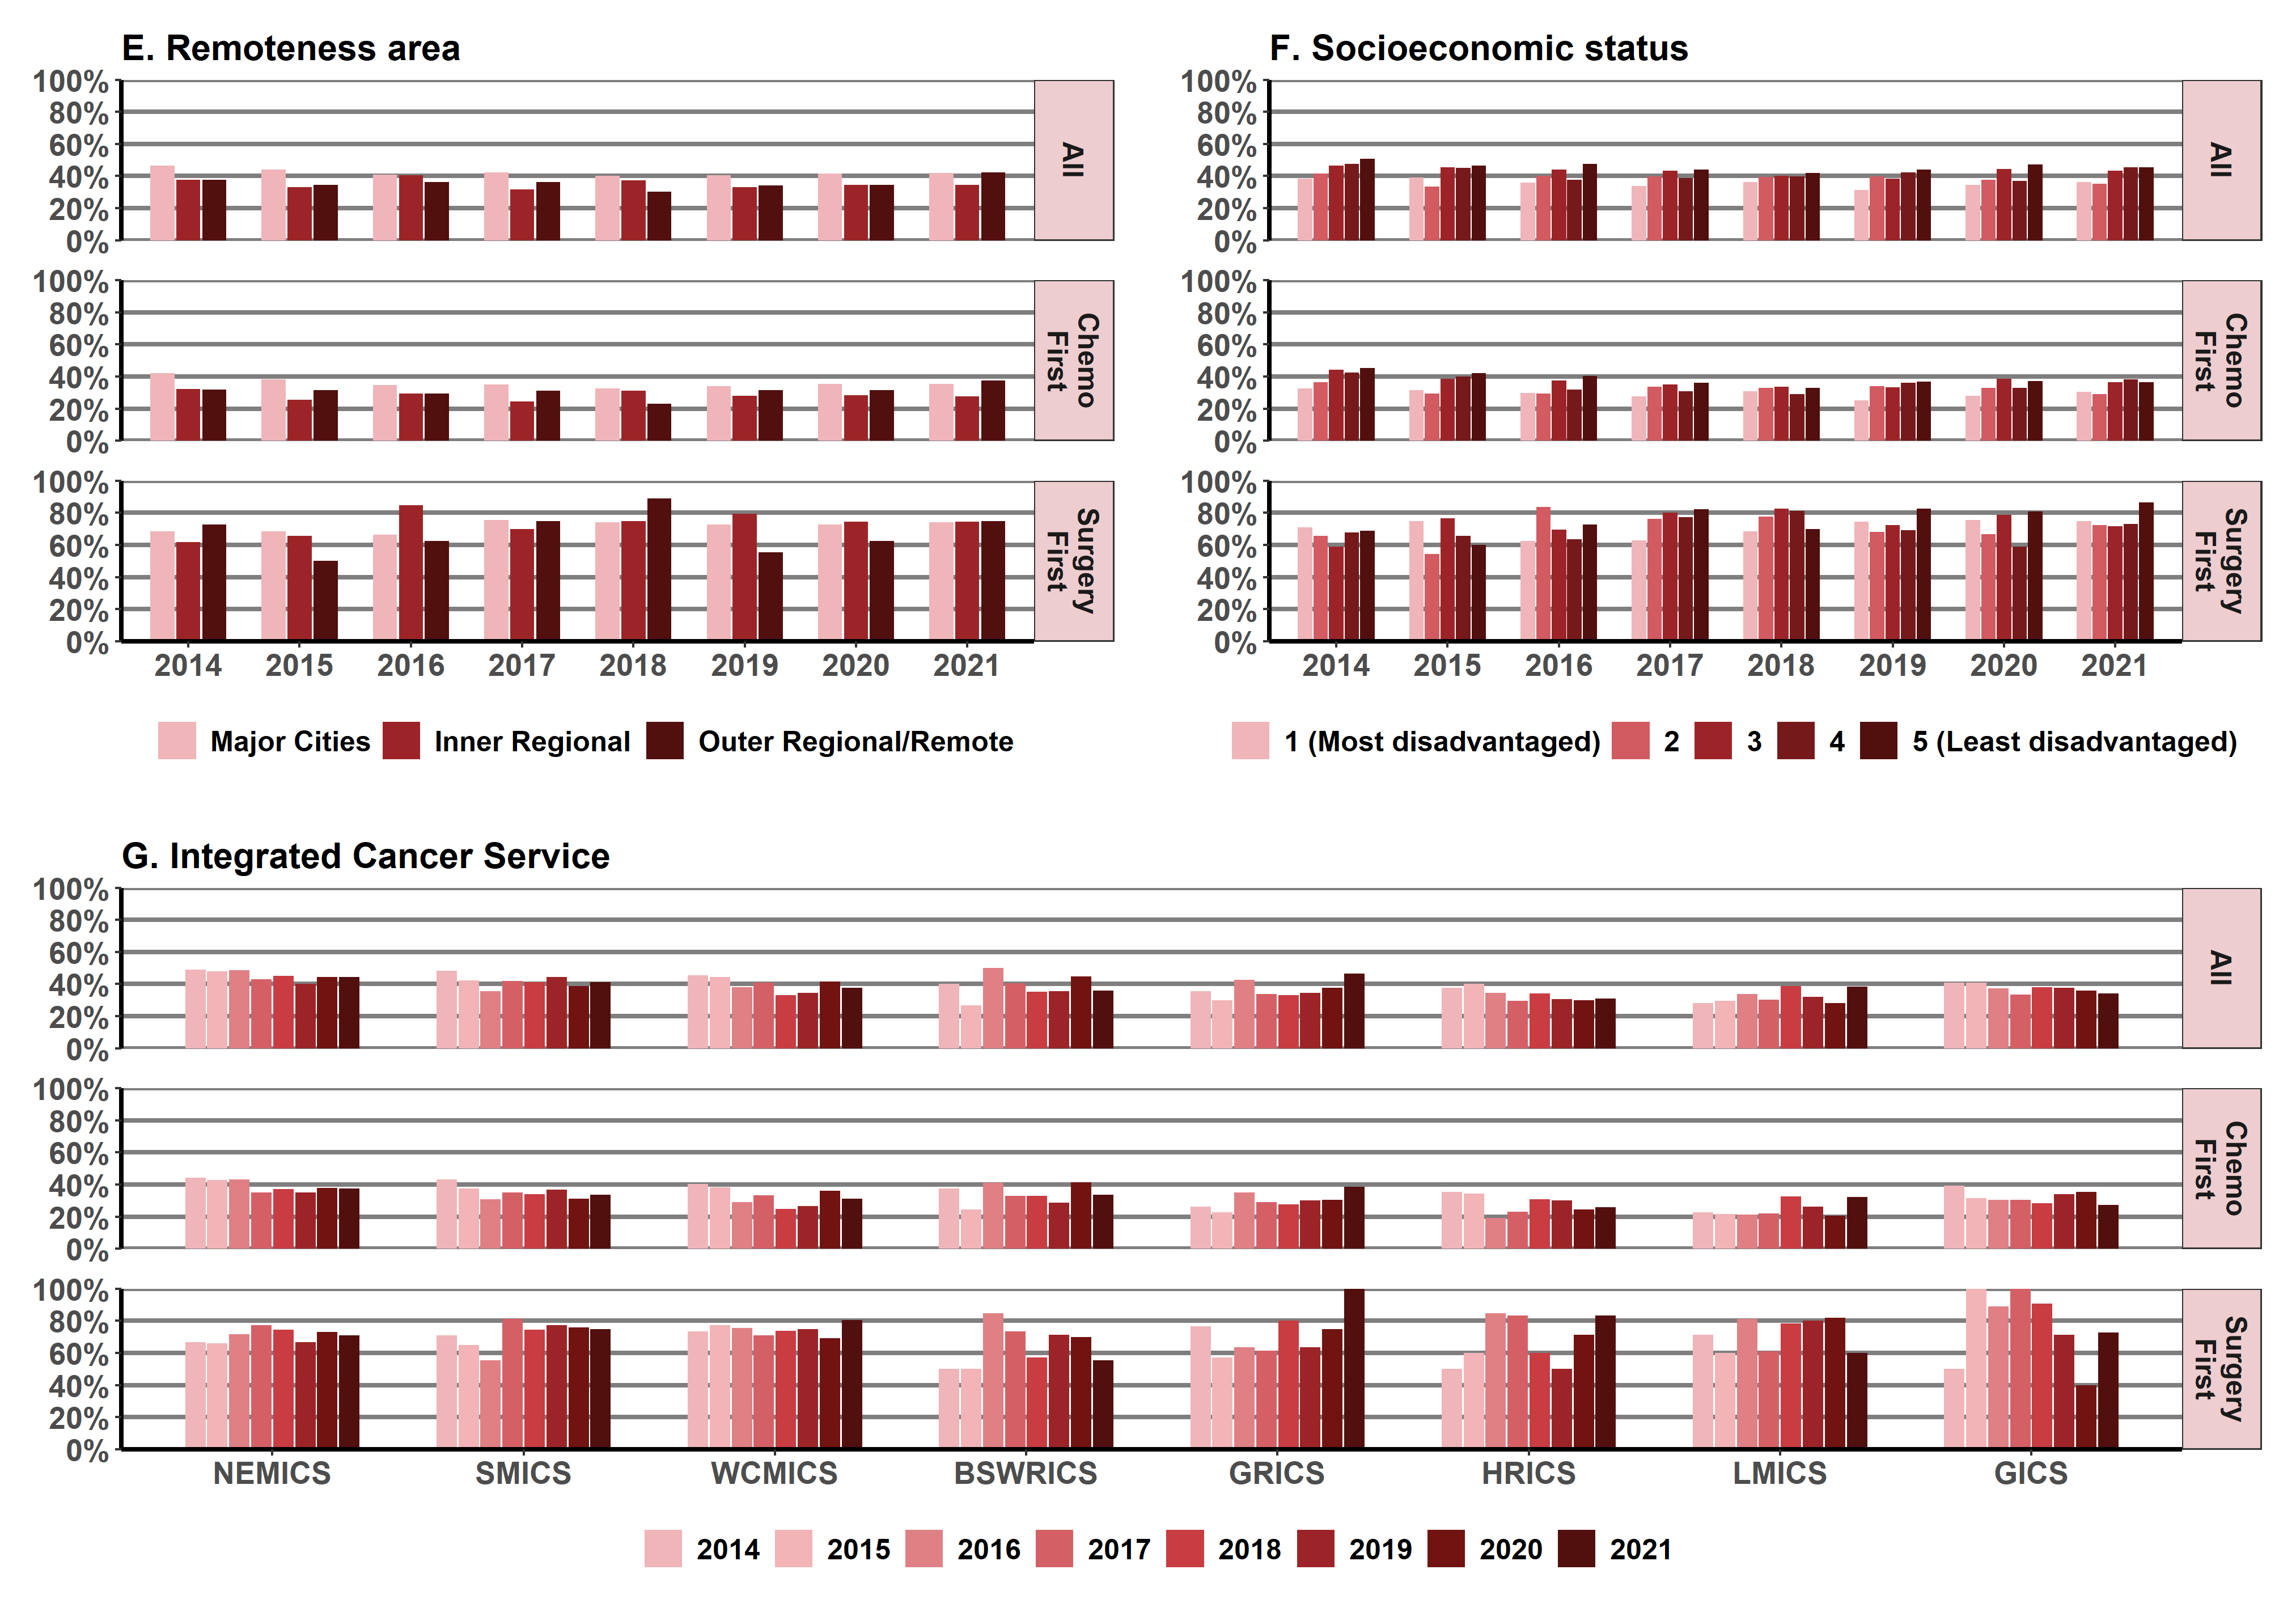 E. Remoteness area
100%
80%
60%
40%
20%
0%
All
100%
80%
60%
40%
20%
0%
Chemo
First
100%
80%
60%
40%
20%
0%
Surgery
First
2014 2015 2016 2017 2018 2019 2020 2021
Major Cities Inner Regional Outer Regional/Remote
F. Socioeconomic status
100%
80%
60%
40%
20%
0%
All
100%
80%
60%
40%
20%
0%
Chemo
First
100%
80%
60%
40%
20%
0%
Surgery
First
2014 2015 2016 2017 2018 2019 2020 2021
1 (Most disadvantaged) 2 3 4 5 (Least disadvantaged)
G. Integrated Cancer Service
100%
80%
60%
40%
20%
0%
All
100%
80%
60%
40%
20%
0%
Chemo
First
100%
80%
60%
40%
20%
0%
Surgery
First
NEMICS SMICS WCMICS BSWRICS GRICS HRICS LMICS GICS
2014 2015 2016 2017 2018 2019 2020 2021